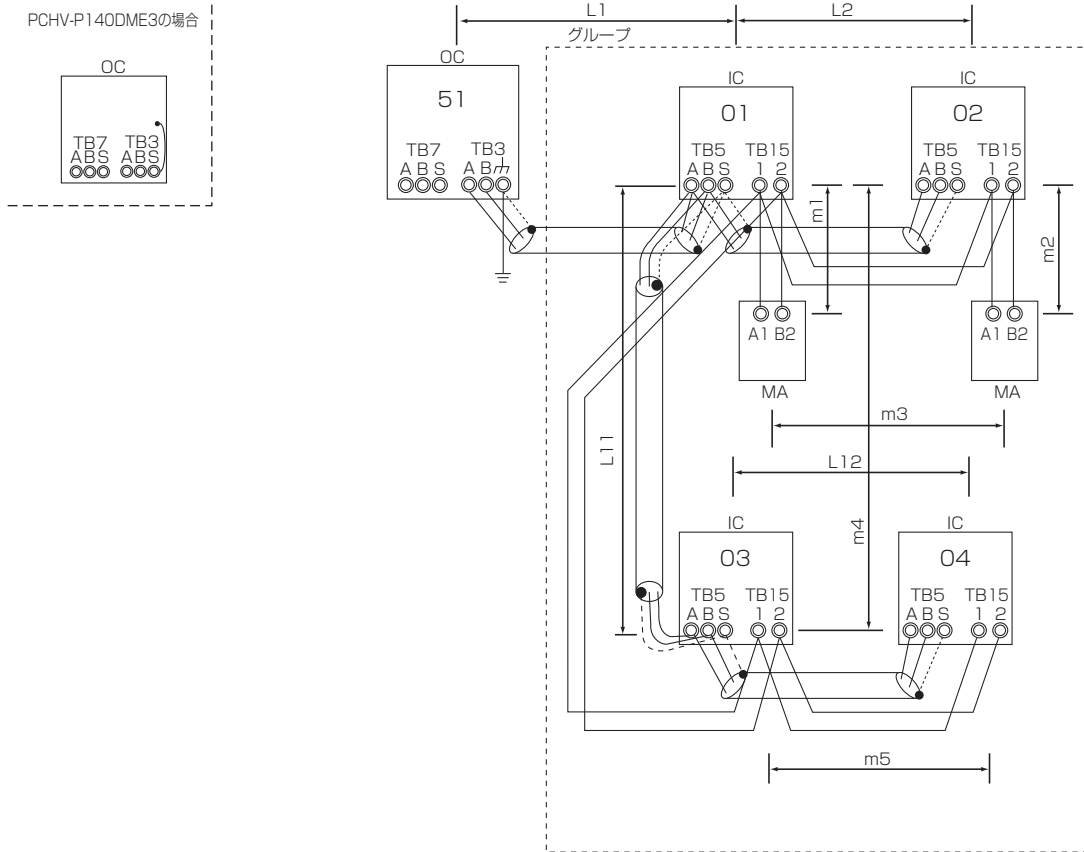 PCHV-P140DME3の場合
OC
TB7 TB3
A B S A B S
L1 L2
グループ
OC
51
TB7 TB3
A B S A B
IC
01
TB5 TB15
A B S 1 2
IC
02
TB5 TB15
A B S 1 2
m1
m2
A1 B2
MA
A1 B2
MA
m3
L11
L12
m4
IC
03
TB5 TB15
A B S 1 2
IC
04
TB5 TB15
A B S 1 2
m5